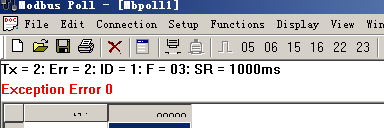 Modbus Poll - [Mbpoll1]
File Edit Connection Setup Functions Display View Win
05 06 15 16 22 23
Tx = 2: Err = 2: ID = 1: F = 03: SR = 1000ms
Exception Error 0